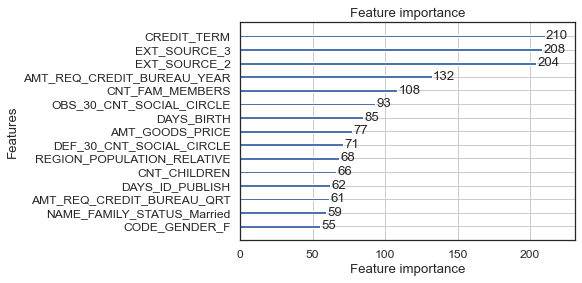 Feature importance
CREDIT_TERM 210
EXT_SOURCE_3 208
EXT_SOURCE_2 204
AMT_REQ_CREDIT_BUREAU_YEAR 132
CNT_FAM_MEMBERS 108
OBS_30_CNT_SOCIAL_CIRCLE 93
DAYS_BIRTH 85
AMT_GOODS_PRICE 77
DEF_30_CNT_SOCIAL_CIRCLE 71
REGION_POPULATION_RELATIVE 68
CNT_CHILDREN 66
DAYS_ID_PUBLISH 62
AMT_REQ_CREDIT_BUREAU_QRT 61
NAME_FAMILY_STATUS_Married 59
CODE_GENDER_F 55
Features
0 50 100 150 200
Feature importance